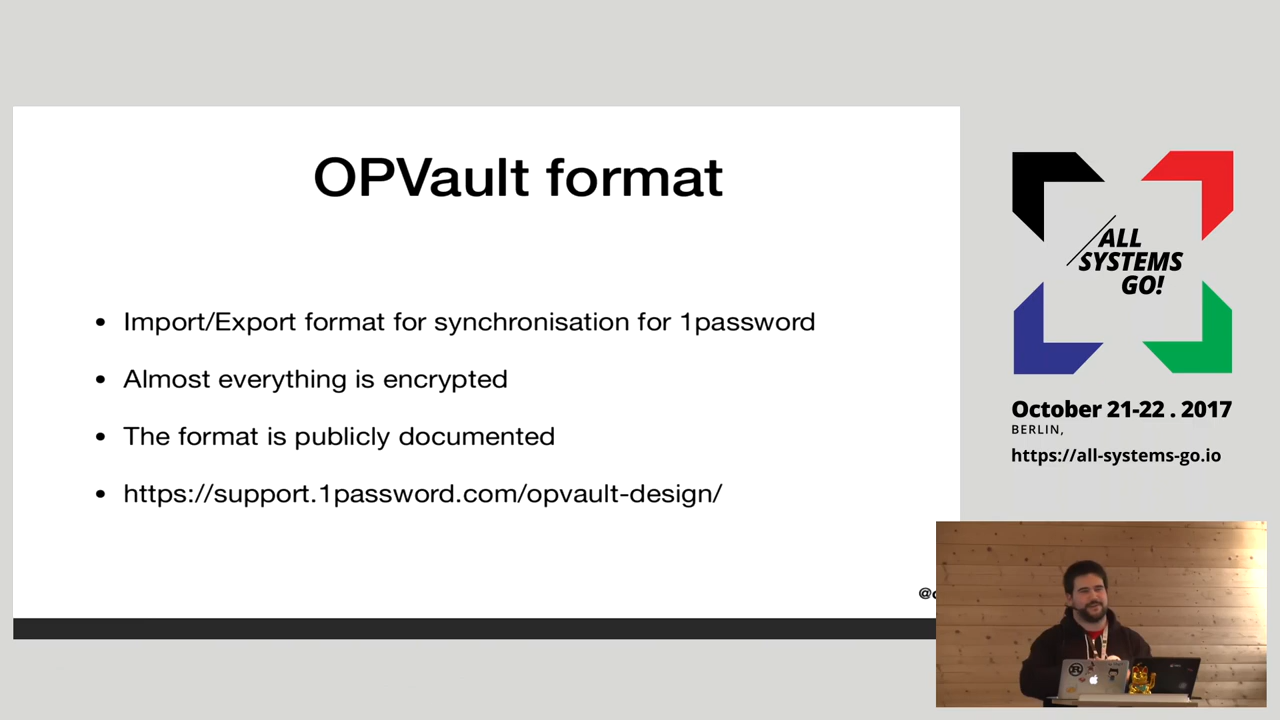 OPVault format
Import/Export format for synchronisation for 1password
Almost everything is encrypted
The format is publicly documented
https://support.1password.com/opvault-design/
ALL
SYSTEMS
GO!
October 21-22 . 2017
BERLIN,
https://all-systems-go.io